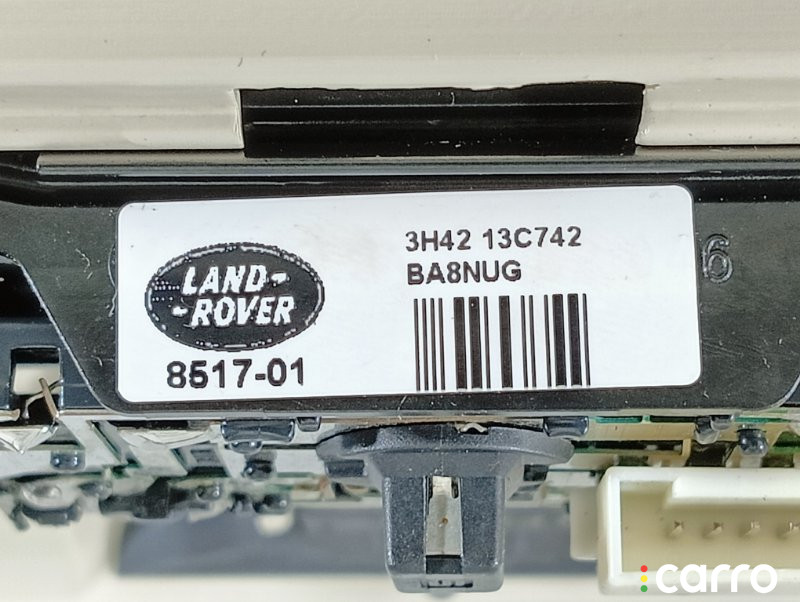 3H42 13C742
BA8NUG
LAND-
-ROVER
8517-01
6
carro